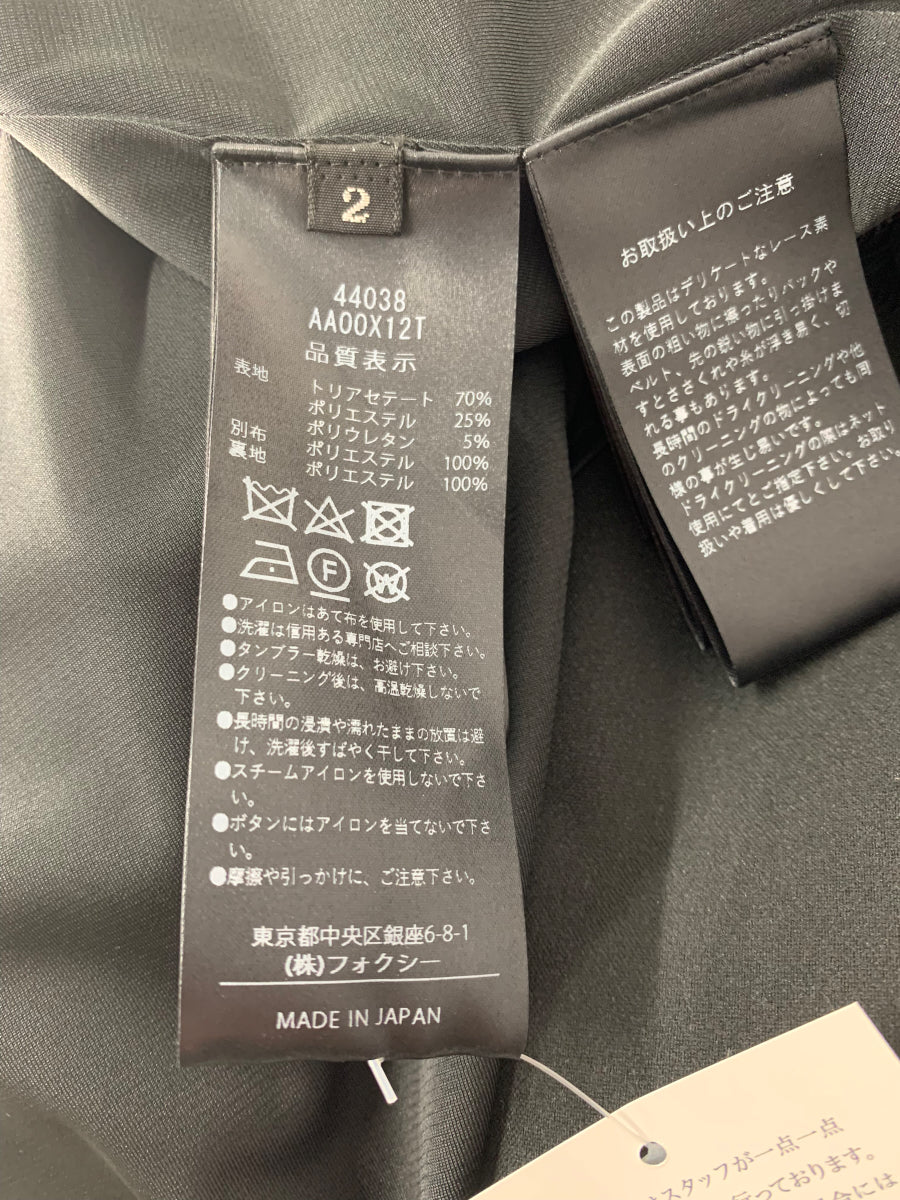 2
44038
AA00X12T
品質表示
表地 トリアセテート 70%
ポリエステル 25%
ポリウレタン 5%
別布 ポリエステル 100%
裏地 ポリエステル 100%
F
W
●アイロンはあて布を使用して下さい。
●洗濯は信用ある専門店へご相談下さい。
●タンブラー乾燥は、お避け下さい。
●クリーニング後は、高温乾燥しないで
下さい。
●長時間の浸漬や濡れたままの放置は避
け、洗濯後すばやく干して下さい。
●スチームアイロンを使用しないで下さ
い。
●ボタンにはアイロンを当てないで下さ
い。
●摩擦や引っかけに、ご注意下さい。
東京都中央区銀座6-8-1
(株)フォクシー
MADE IN JAPAN
お取扱い上のご注意
この製品はデリケートなレース素
材を使用しております。
表面の粗い物に擦ったりバックや
ベルト、先の鋭い物に引っ掛けま
すとささくれや糸が浮き易く、切
れる事もあります。
長時間のドライクリーニングや他
のクリーニングの物によっても同
様の事が生じ易いです。
ドライクリーニングの際はネット
使用にてとご指定下さい。お取り
扱いや着用は優しくして下さい。
スタッフが一点一点
行っております。
合には